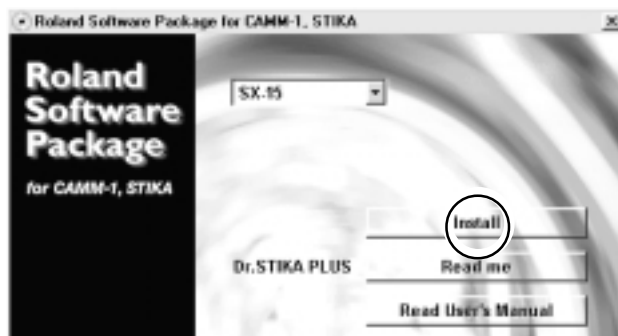 Roland Software Package for CAMM-1, STIKA
Roland
Software
Package
for CAMM-1, STIKA
SX-15
Install
Dr.STIKA PLUS
Read me
Read User's Manual